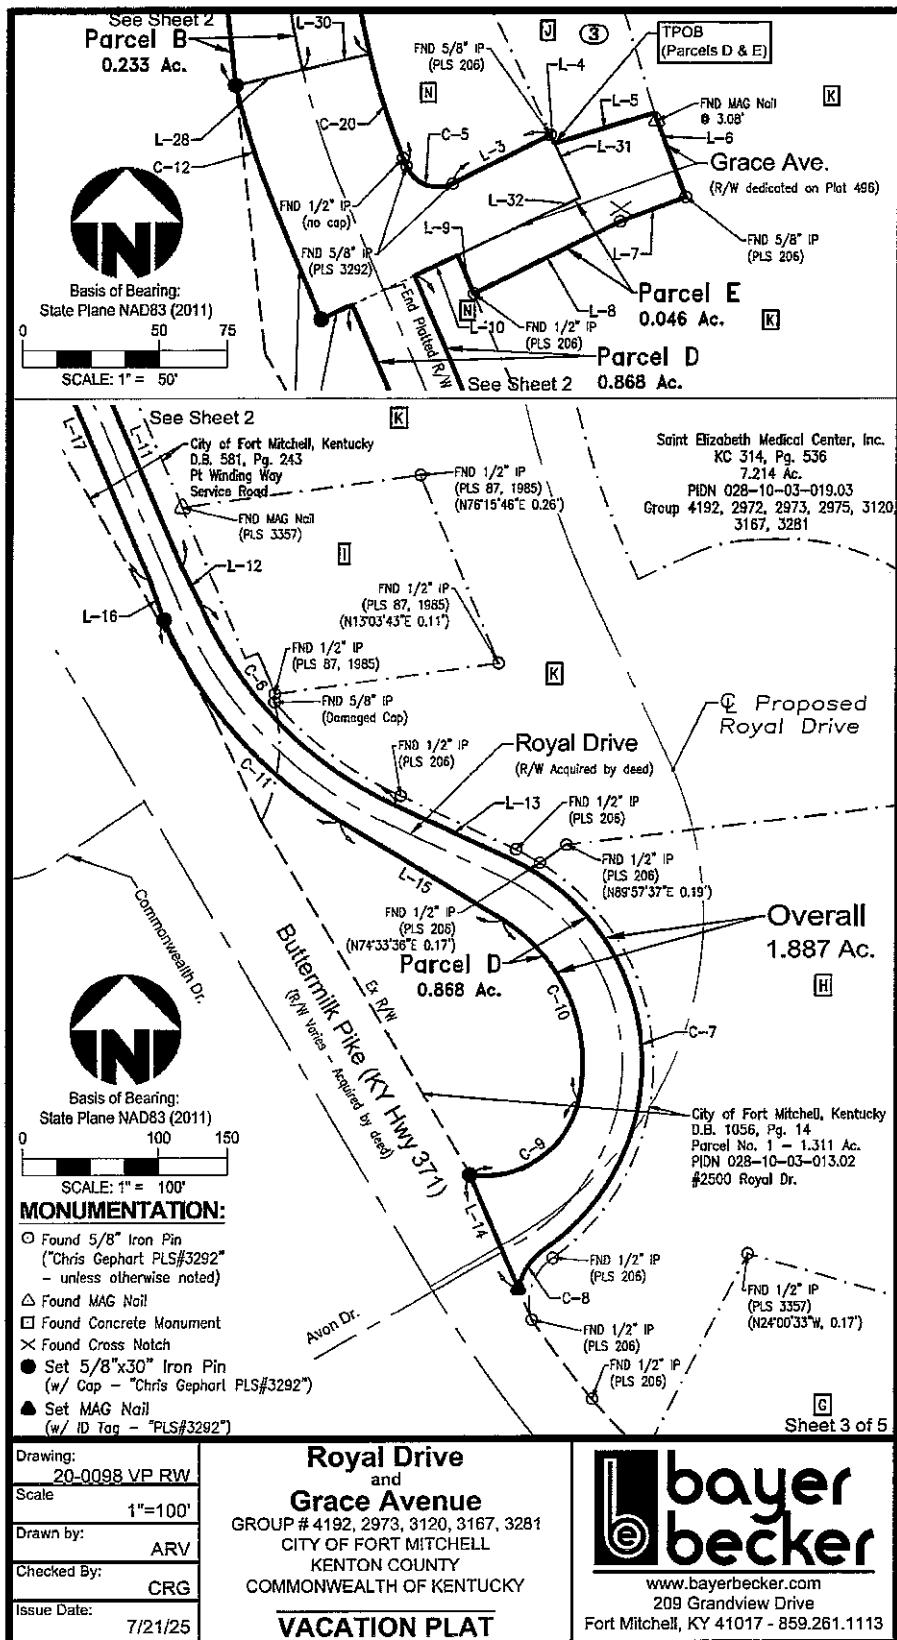 See Sheet 2
Parcel B
0.233 Ac.
L-30
FND 5/8" IP
(PLS 206)
J
3
TPOB
(Parcels D & E)
L-4
N
L-5
FND MAG Nail
@ 3.08'
K
L-28
C-20
C-5
L-3
L-6
C-12
L-31
Grace Ave.
(R/W dedicated on Plat 496)
FND 1/2" IP
(no cap)
L-32
L-9
FND 5/8" IP
(PLS 3292)
L-7
FND 5/8" IP
(PLS 206)
N
Basis of Bearing:
State Plane NAD83 (2011)
0 50 75
SCALE: 1" = 50'
End Platted R/W
N
L-10
L-8
Parcel E
0.046 Ac.
K
FND 1/2" IP
(PLS 206)
Parcel D
0.868 Ac.
See Sheet 2
See Sheet 2
K
L-17
L-11
City of Fort Mitchell, Kentucky
D.B. 581, Pg. 243
Pt Winding Way
Service Road
FND 1/2" IP
(PLS 87, 1985)
(N76°15'46"E 0.26')
Saint Elizabeth Medical Center, Inc.
KC 314, Pg. 536
7.214 Ac.
PIDN 028-10-03-019.03
Group 4192, 2972, 2973, 2975, 3120,
3167, 3281
FND MAG Nail
(PLS 3357)
I
L-12
L-16
FND 1/2" IP
(PLS 87, 1985)
(N13°03'43"E 0.11')
FND 1/2" IP
(PLS 87, 1985)
C-6
K
FND 5/8" IP
(Damaged Cap)
CL Proposed
Royal Drive
FND 1/2" IP
(PLS 206)
Royal Drive
(R/W Acquired by deed)
C-11
L-13
FND 1/2" IP
(PLS 206)
L-15
FND 1/2" IP
(PLS 206)
(N89°57'37"E 0.19')
Commonwealth Dr.
FND 1/2" IP
(PLS 206)
(N74°33'36"E 0.17')
Overall
1.887 Ac.
Parcel D
0.868 Ac.
H
Buttermilk Pike (KY Hwy 371)
(R/W Varies - Acquired by deed)
Ex R/W
C-10
C-7
N
Basis of Bearing:
State Plane NAD83 (2011)
0 100 150
SCALE: 1" = 100'
City of Fort Mitchell, Kentucky
D.B. 1056, Pg. 14
Parcel No. 1 - 1.311 Ac.
PIDN 028-10-03-013.02
#2500 Royal Dr.
C-9
L-14
MONUMENTATION:
Found 5/8" Iron Pin
("Chris Gephart PLS#3292"
- unless otherwise noted)
Found MAG Nail
Found Concrete Monument
Found Cross Notch
Set 5/8"x30" Iron Pin
(w/ Cap - "Chris Gephart PLS#3292")
Set MAG Nail
(w/ ID Tag - "PLS#3292")
Avon Dr.
FND 1/2" IP
(PLS 206)
C-8
FND 1/2" IP
(PLS 206)
FND 1/2" IP
(PLS 3357)
(N24°00'33"W, 0.17')
FND 1/2" IP
(PLS 206)
G
Sheet 3 of 5
Drawing:
20-0098 VP RW
Scale
1"=100'
Drawn by:
ARV
Checked By:
CRG
Issue Date:
7/21/25
Royal Drive
and
Grace Avenue
GROUP # 4192, 2973, 3120, 3167, 3281
CITY OF FORT MITCHELL
KENTON COUNTY
COMMONWEALTH OF KENTUCKY
VACATION PLAT
bayer
becker
www.bayerbecker.com
209 Grandview Drive
Fort Mitchell, KY 41017 - 859.261.1113